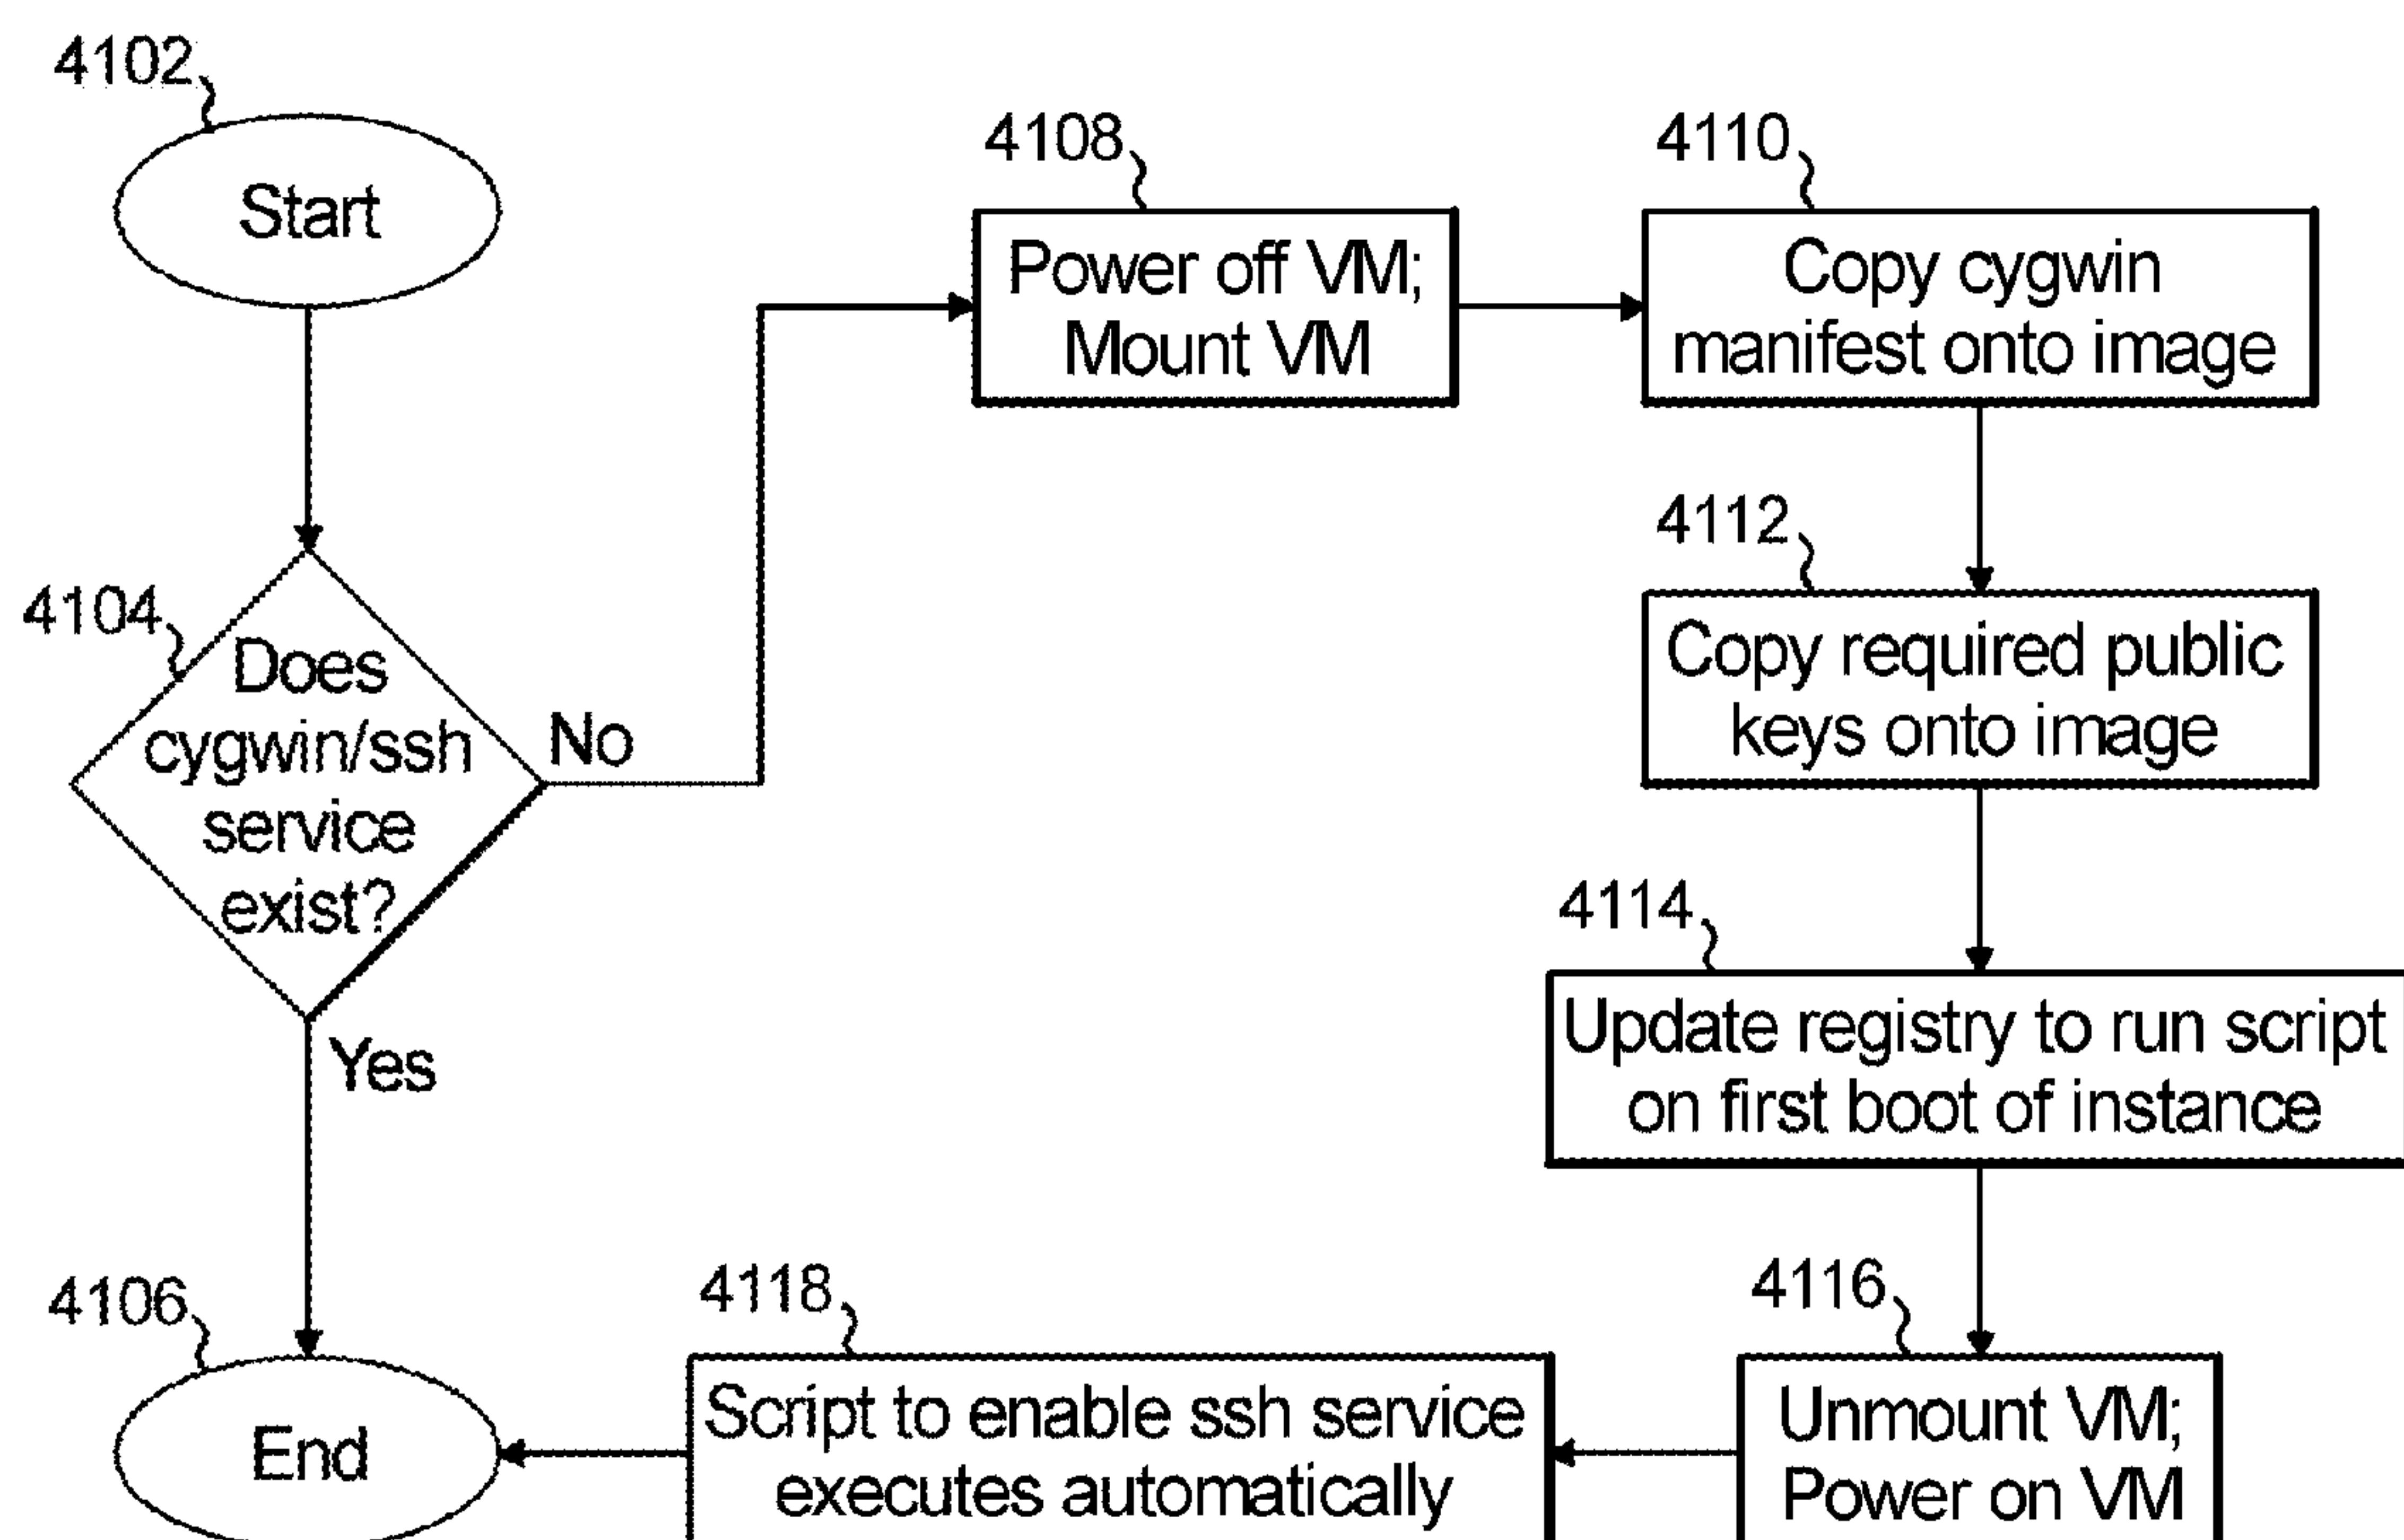 4102
Start
4104
Does
cygwin/ssh
service
exist?
No
Yes
4106
End
4108
Power off VM;
Mount VM
4110
Copy cygwin
manifest onto image
4112
Copy required public
keys onto image
4114
Update registry to run script
on first boot of instance
4116
Unmount VM;
Power on VM
4118
Script to enable ssh service
executes automatically